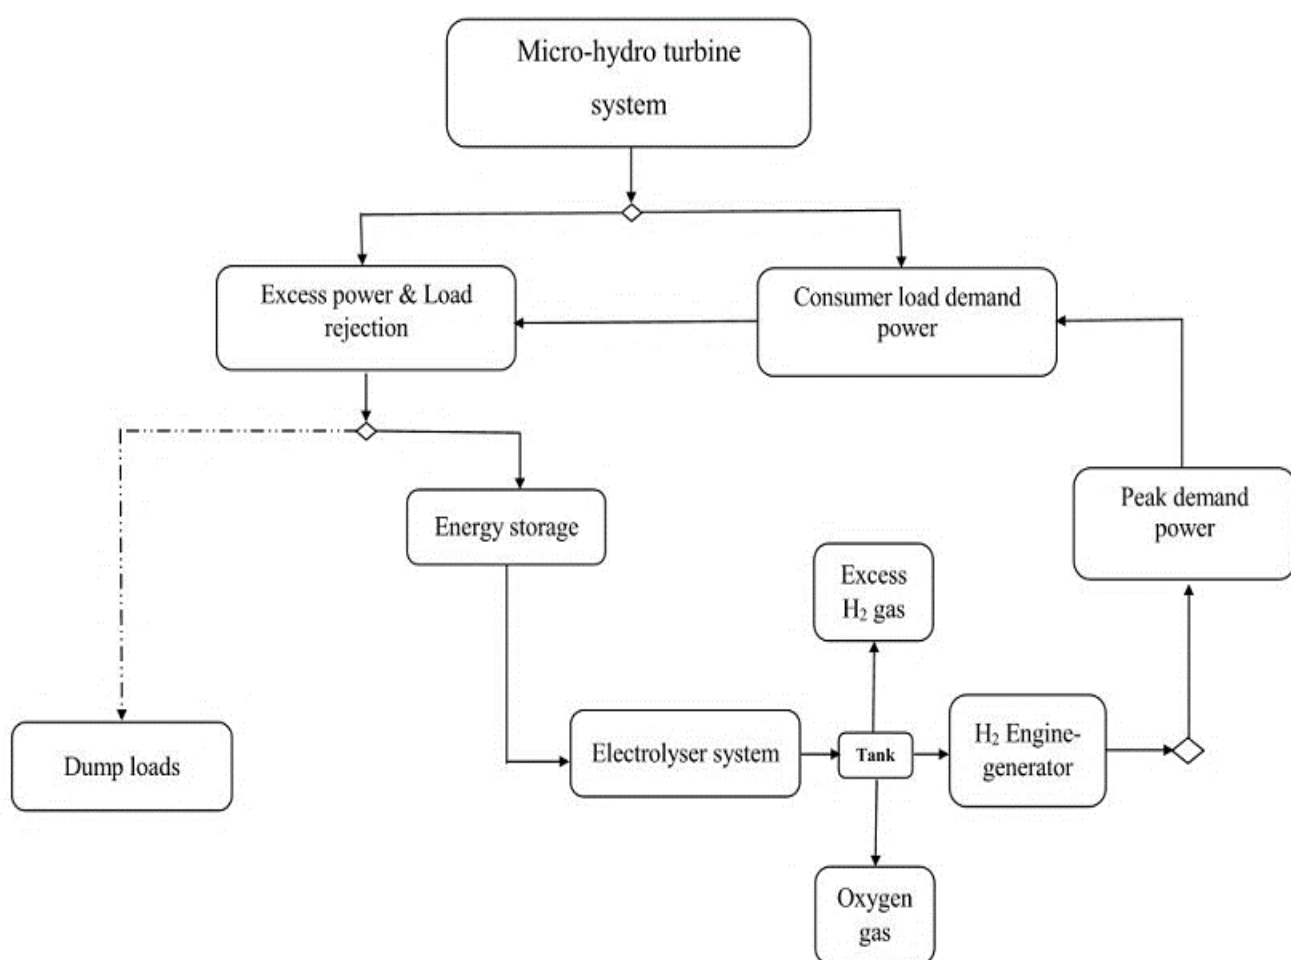 Micro-hydro turbine
system
Excess power & Load
rejection
Consumer load demand
power
Energy storage
Peak demand
power
Excess
H₂ gas
Dump loads
Electrolyser system
Tank
H₂ Engine-
generator
Oxygen
gas